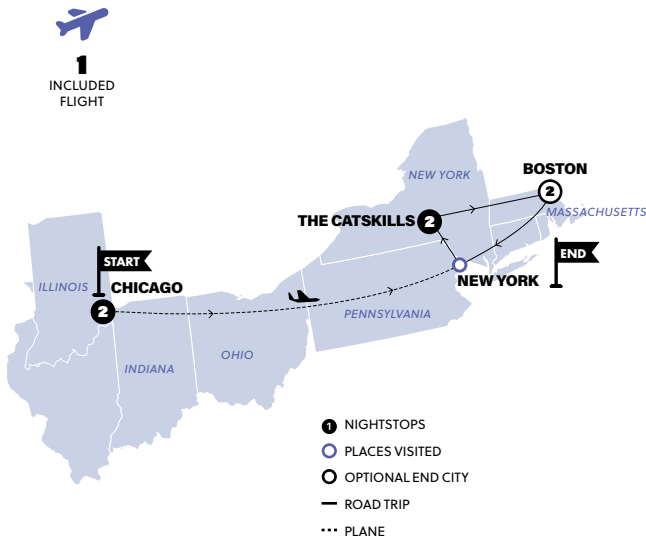 1
INCLUDED
FLIGHT
NEW YORK
BOSTON
2
MASSACHUSETTS
THE CATSKILLS 2
START
END
ILLINOIS
CHICAGO
NEW YORK
2
PENNSYLVANIA
INDIANA
OHIO
1 NIGHTSTOPS
PLACES VISITED
OPTIONAL END CITY
ROAD TRIP
PLANE